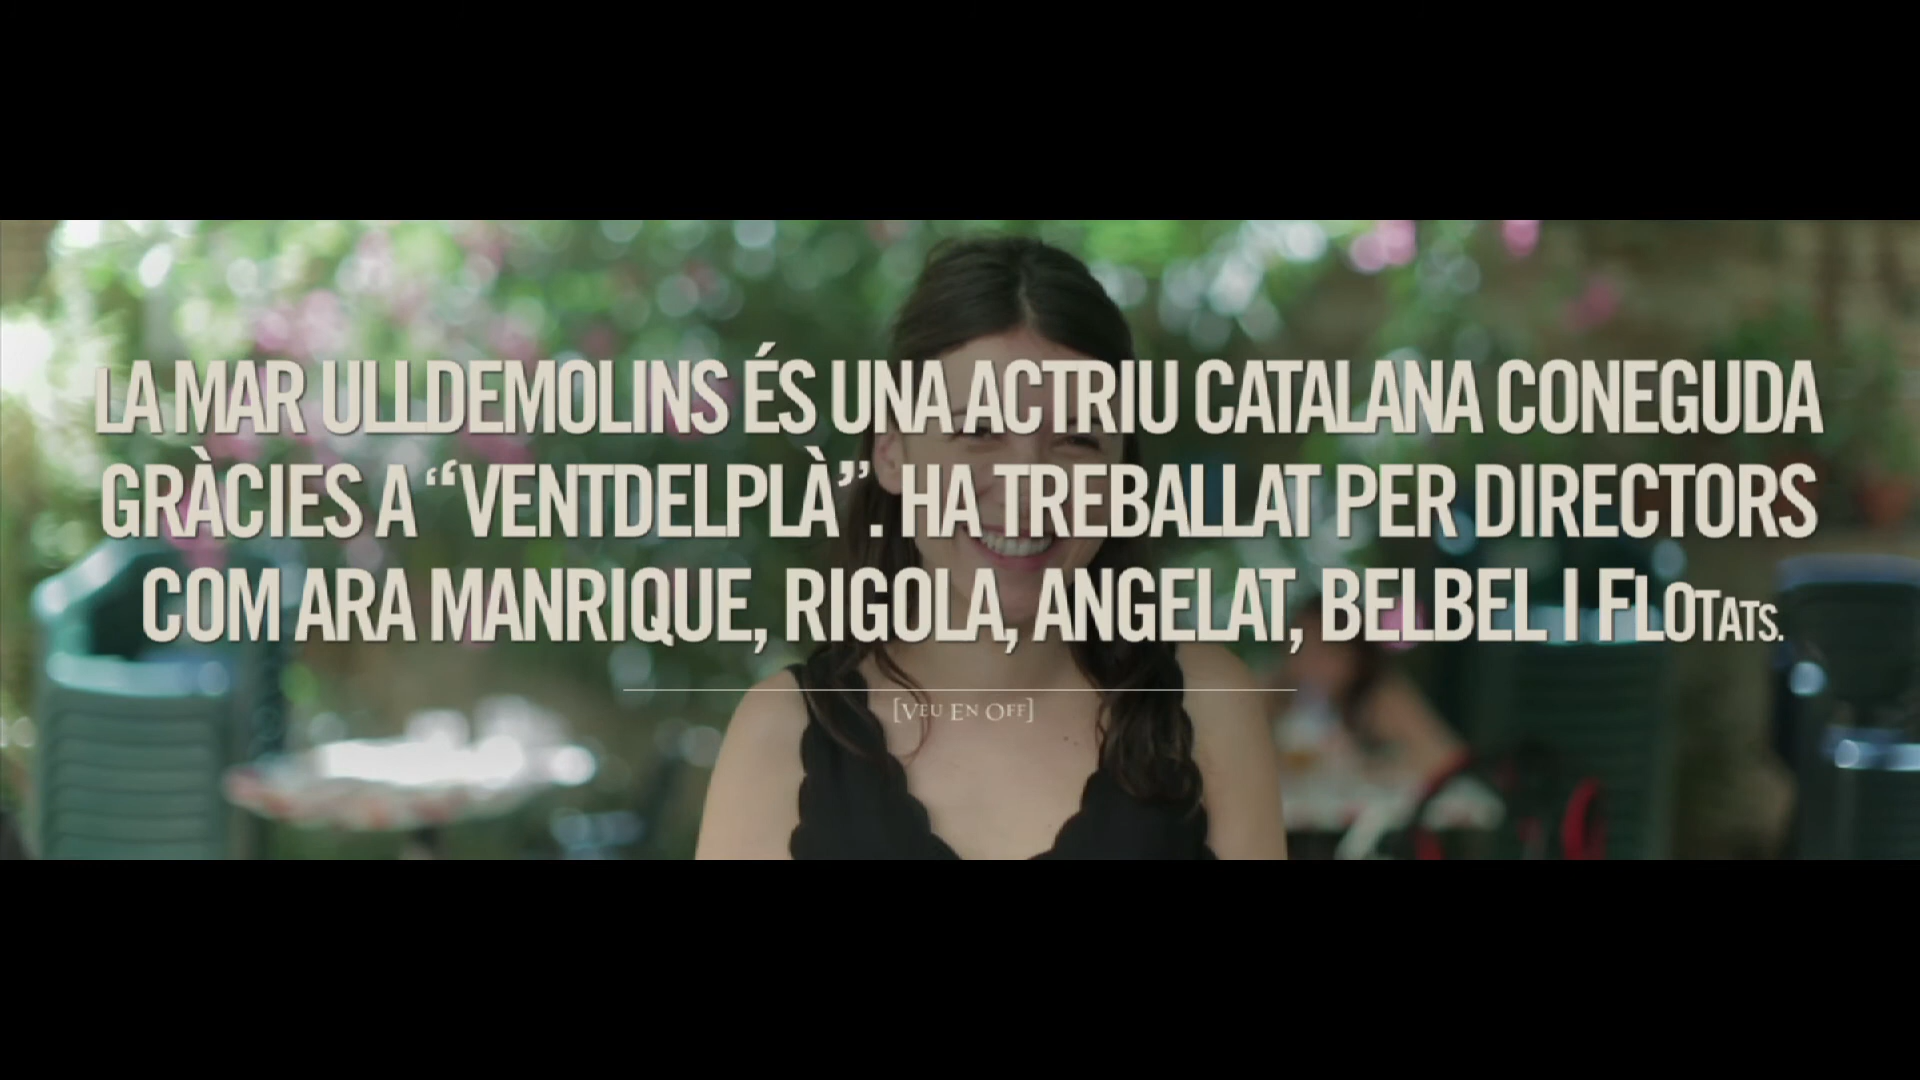 LA MAR ULLDEMOLINS ÉS UNA ACTRIU CATALANA CONEGUDA
GRÀCIES A “VENTDELPLÀ”. HA TREBALLAT PER DIRECTORS
COM ARA MANRIQUE, RIGOLA, ANGELAT, BELBEL I FLOTATS.
[VEU EN OFF]